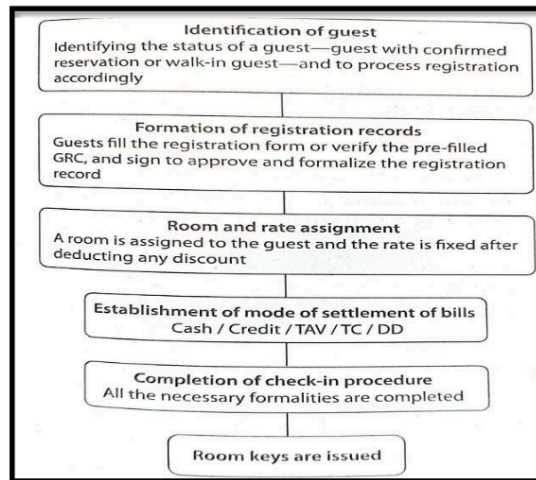 Identification of guest
Identifying the status of a guest—guest with confirmed
reservation or walk-in guest—and to process registration
accordingly
Formation of registration records
Guests fill the registration form or verify the pre-filled
GRC, and sign to approve and formalize the registration
record
Room and rate assignment
A room is assigned to the guest and the rate is fixed after
deducting any discount
Establishment of mode of settlement of bills
Cash / Credit / TAV / TC / DD
Completion of check-in procedure
All the necessary formalities are completed
Room keys are issued